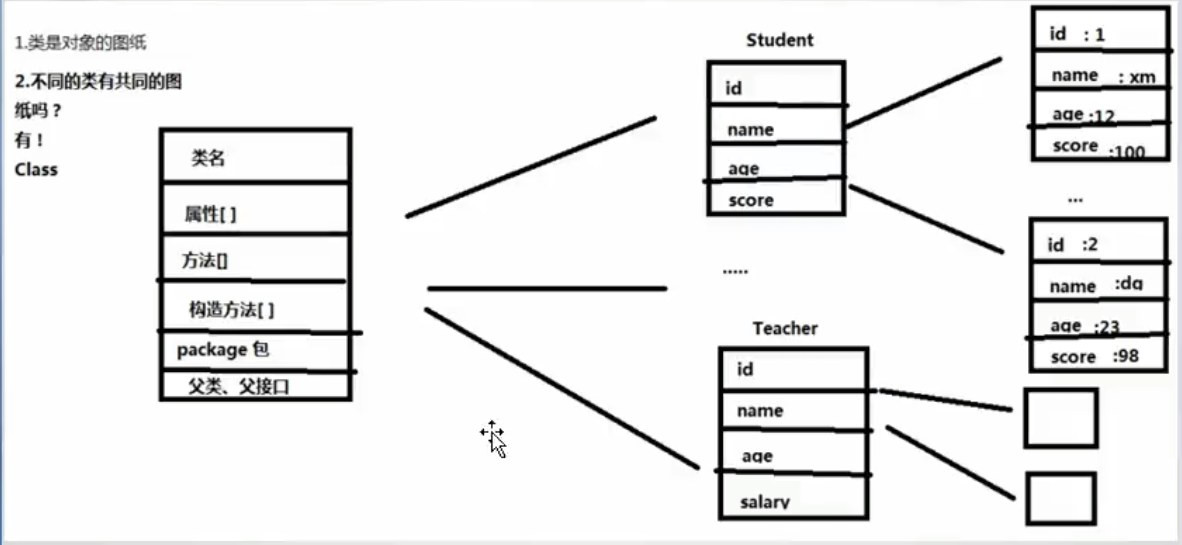 1.类是对象的图纸
2.不同的类有共同的图
纸吗？
有！
Class
类名
属性[ ]
方法[]
构造方法[ ]
package 包
父类、父接口
Student
id
name
age
score
.....
Teacher
id
name
age
salary
id :1
name :xm
age :12
score :100
...
id :2
name :dq
age :23
score :98